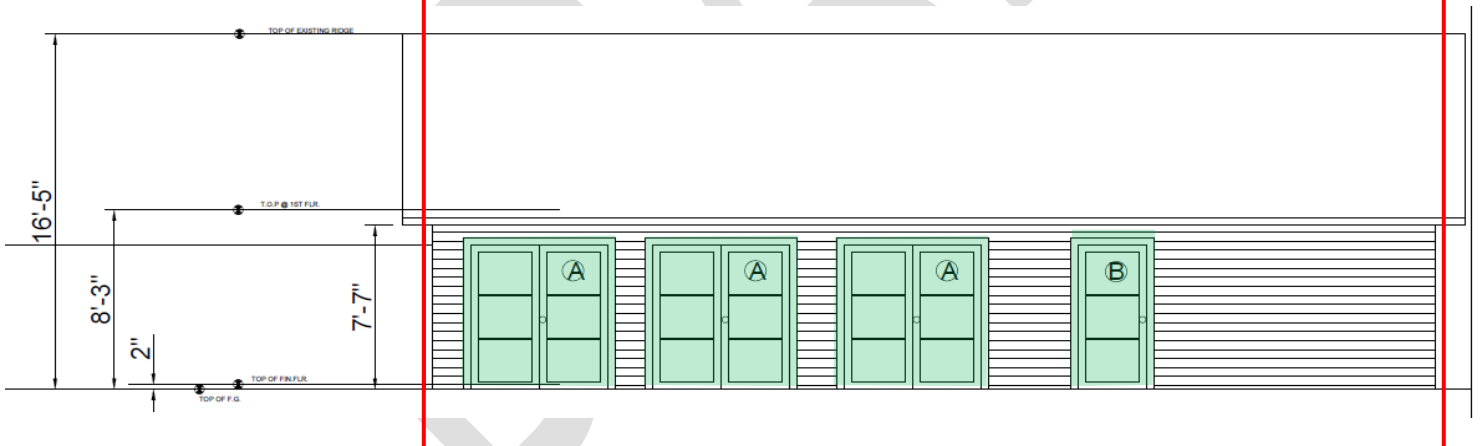 TOP OF EXISTING RIDGE
16'-5"
T.O.P @ 1ST FLR.
8'-3"
7'-7"
2"
TOP OF FIN.FLR.
TOP OF F.G.
A
A
A
B